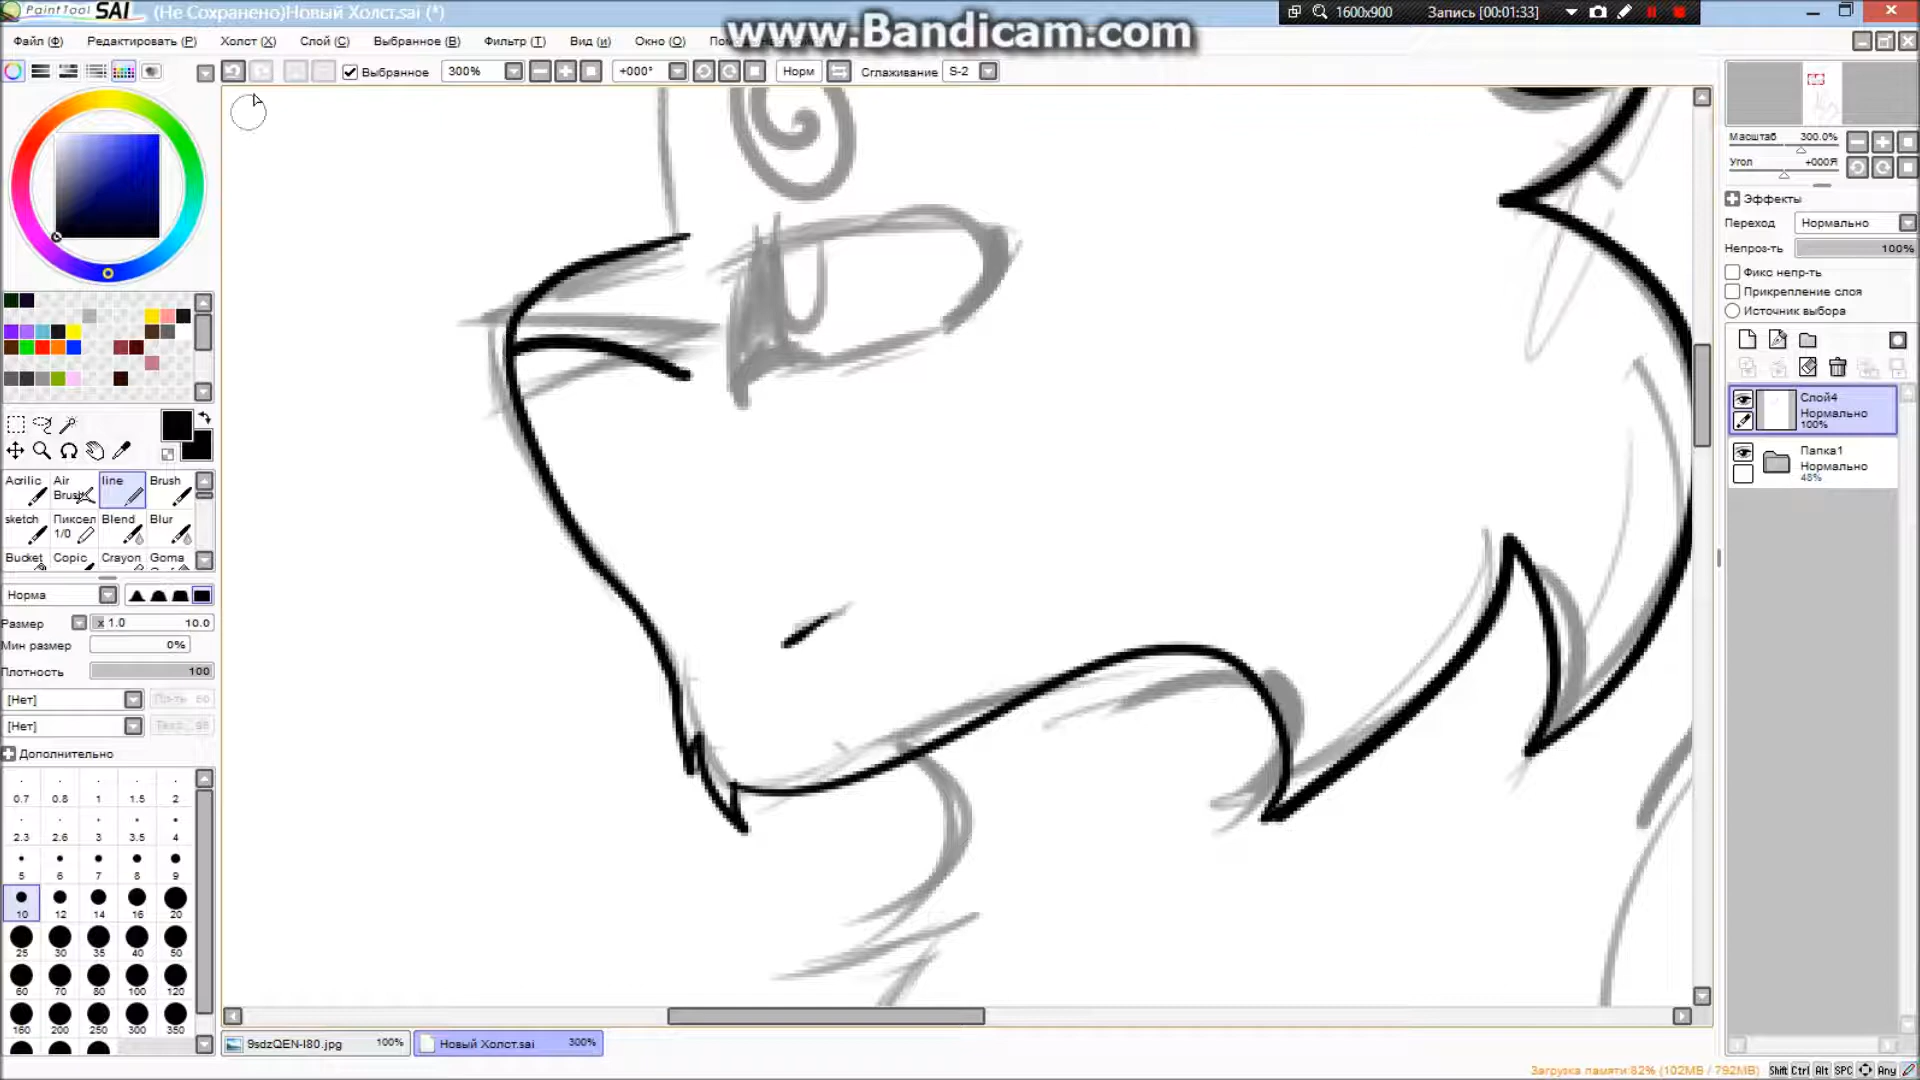 PaintTool SAI (Не Сохранено)Новый Холст.sai (*)
www.Bandicam.com
1600x900 Запись [00:01:33]
Файл (Ф) Редактировать (P) Холст (X) Слой (C) Выбранное (B) Фильтр (T) Вид (и) Окно (O)
Выбранное 300% +000° Норм Сглаживание S-2
Масштаб 300.0%
Угол +000Я
Эффекты
Переход Нормально
Непроз-ть 100%
Фикс непр-ть
Прикрепление слоя
Источник выбора
Слой4
Нормально
100%
Папка1
Нормально
48%
Acrilic Air Brush line Brush
sketch Пиксел 1/0 Blend Blur
Bucket Copic Crayon Goma
Норма
Размер x 1.0 10.0
Мин размер 0%
Плотность 100
[Нет]
[Нет]
Дополнительно
0.7 0.8 1 1.5 2
2.3 2.6 3 3.5 4
5 6 7 8 9
10 12 14 16 20
25 30 35 40 50
60 70 80 100 120
160 200 250 300 350
9sdzQEN-I80.jpg 100% Новый Холст.sai 300%
Загрузка памяти:82% (102MB / 792MB) Shift Ctrl Alt SPC Any